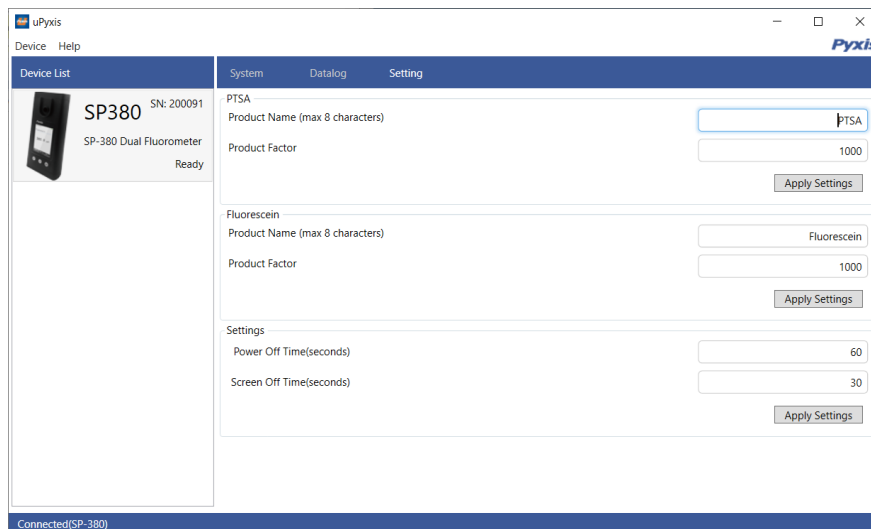 uPyxis
Device Help
Pyxis
Device List
System Datalog Setting
SP380 SN: 200091
SP-380 Dual Fluorometer
Ready
PTSA
Product Name (max 8 characters) PTSA
Product Factor 1000
Apply Settings
Fluorescein
Product Name (max 8 characters) Fluorescein
Product Factor 1000
Apply Settings
Settings
Power Off Time(seconds) 60
Screen Off Time(seconds) 30
Apply Settings
Connected(SP-380)